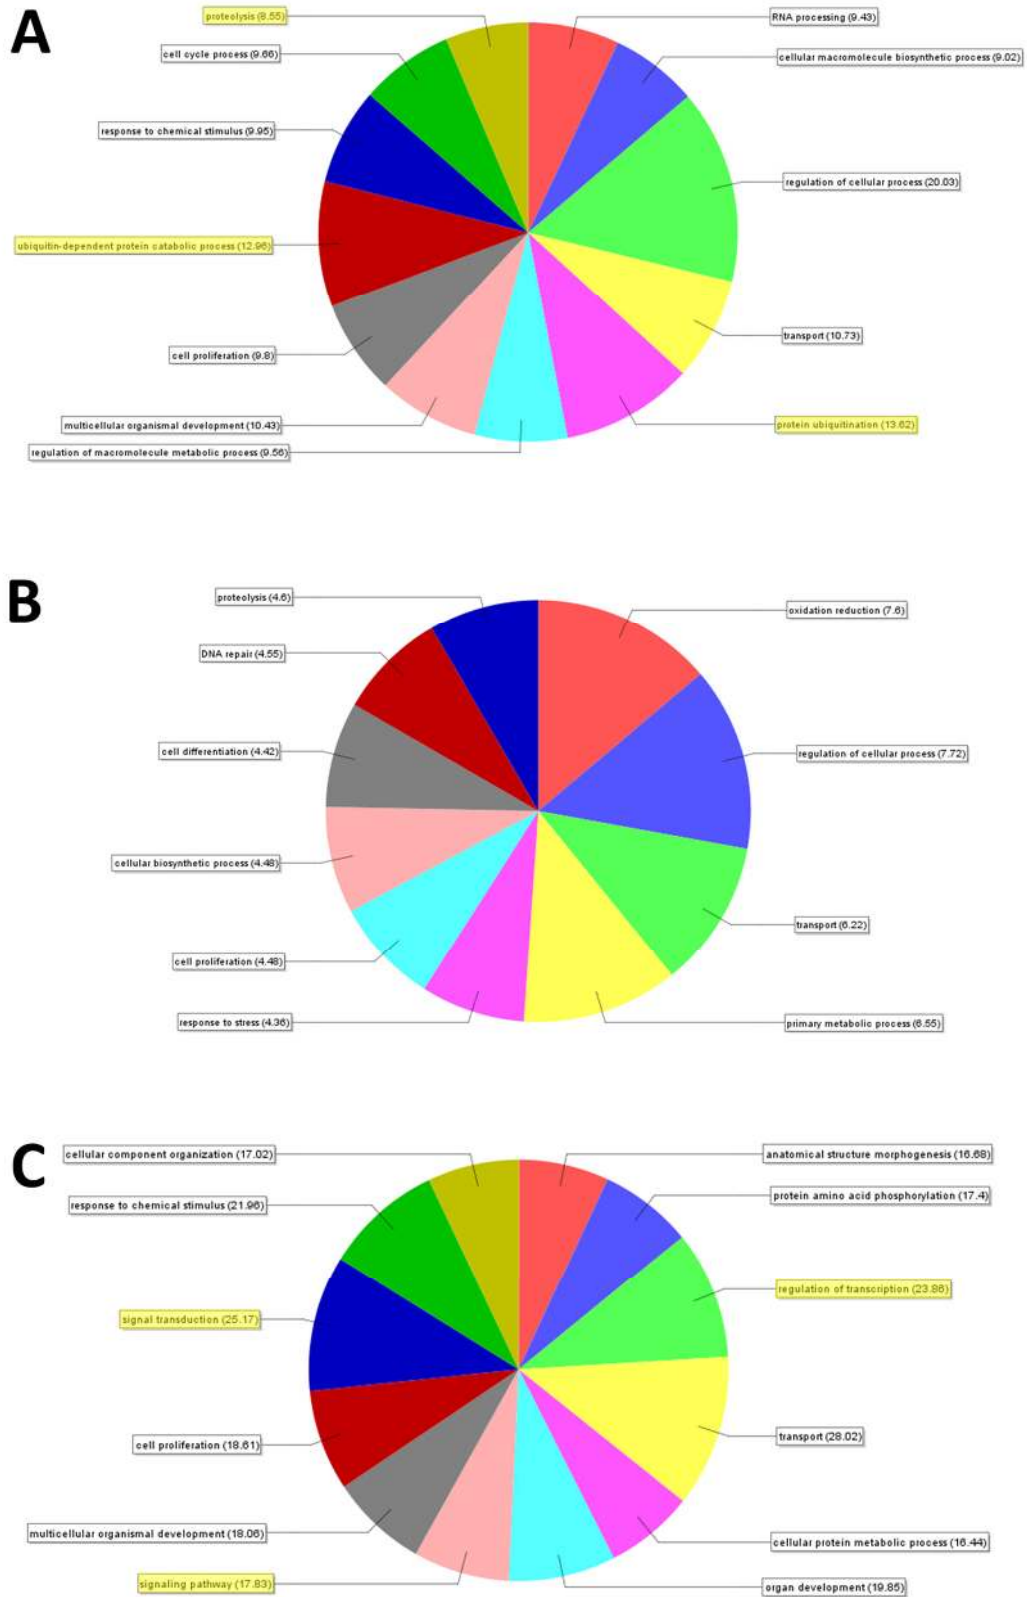 A
proteolysis (8.55)
RNA processing (9.43)
cell cycle process (9.66)
cellular macromolecule biosynthetic process (9.02)
response to chemical stimulus (9.95)
regulation of cellular process (20.03)
ubiquitin-dependent protein catabolic process (12.96)
transport (10.73)
cell proliferation (9.8)
multicellular organismal development (10.43)
protein ubiquitination (13.62)
regulation of macromolecule metabolic process (9.56)
B
proteolysis (4.6)
oxidation reduction (7.6)
DNA repair (4.55)
cell differentiation (4.42)
regulation of cellular process (7.72)
cellular biosynthetic process (4.48)
transport (6.22)
cell proliferation (4.48)
response to stress (4.36)
primary metabolic process (6.55)
C
cellular component organization (17.02)
anatomical structure morphogenesis (16.68)
response to chemical stimulus (21.96)
protein amino acid phosphorylation (17.4)
regulation of transcription (23.86)
signal transduction (25.17)
transport (28.02)
cell proliferation (18.61)
multicellular organismal development (18.06)
cellular protein metabolic process (16.44)
signaling pathway (17.83)
organ development (19.85)